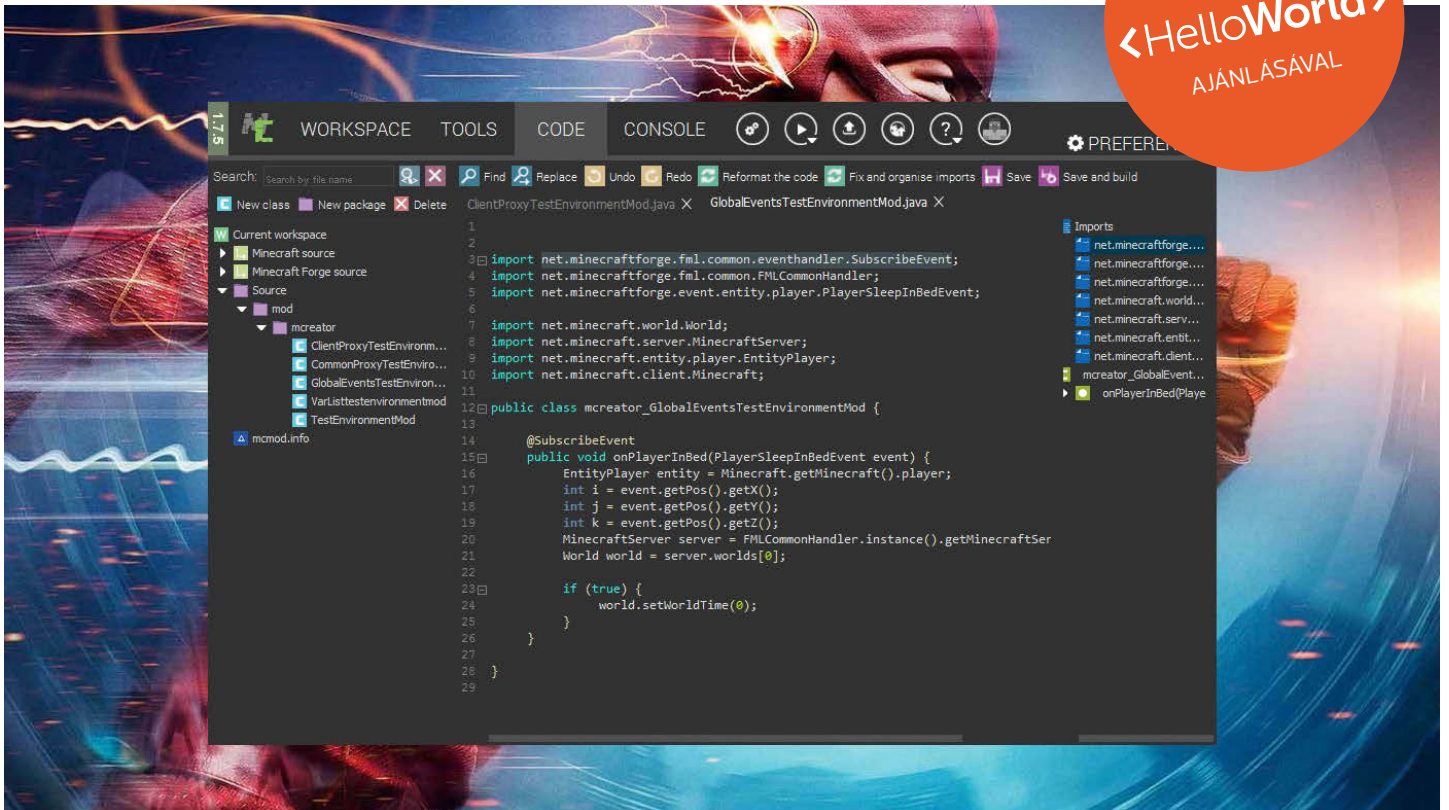 <HelloWorld>
AJÁNLÁSÁVAL
1.7.5
WORKSPACE TOOLS CODE CONSOLE
Search: Search by file name
Find Replace Undo Redo Reformat the code Fix and organise imports Save Save and build
New class New package Delete
ClientProxyTestEnvironmentMod.java X GlobalEventsTestEnvironmentMod.java X
Current workspace
Minecraft source
Minecraft Forge source
Source
mod
mcreator
ClientProxyTestEnvironm...
CommonProxyTestEnviro...
GlobalEventsTestEnviron...
VarListtestenvironmentmod
TestEnvironmentMod
mcmod.info
1
2
3 import net.minecraftforge.fml.common.eventhandler.SubscribeEvent;
4 import net.minecraftforge.fml.common.FMLCommonHandler;
5 import net.minecraftforge.event.entity.player.PlayerSleepInBedEvent;
6
7 import net.minecraft.world.World;
8 import net.minecraft.server.MinecraftServer;
9 import net.minecraft.entity.player.EntityPlayer;
10 import net.minecraft.client.Minecraft;
11
12 public class mcreator_GlobalEventsTestEnvironmentMod {
13
14 @SubscribeEvent
15 public void onPlayerInBed(PlayerSleepInBedEvent event) {
16 EntityPlayer entity = Minecraft.getMinecraft().player;
17 int i = event.getPos().getX();
18 int j = event.getPos().getY();
19 int k = event.getPos().getZ();
20 MinecraftServer server = FMLCommonHandler.instance().getMinecraftSer
21 World world = server.worlds[0];
22
23 if (true) {
24 world.setWorldTime(0);
25 }
26 }
27
28 }
29
Imports
net.minecraftforge....
net.minecraftforge....
net.minecraftforge....
net.minecraft.world...
net.minecraft.serv...
net.minecraft.entit...
net.minecraft.client...
mcreator_GlobalEvent...
onPlayerInBed(Playe